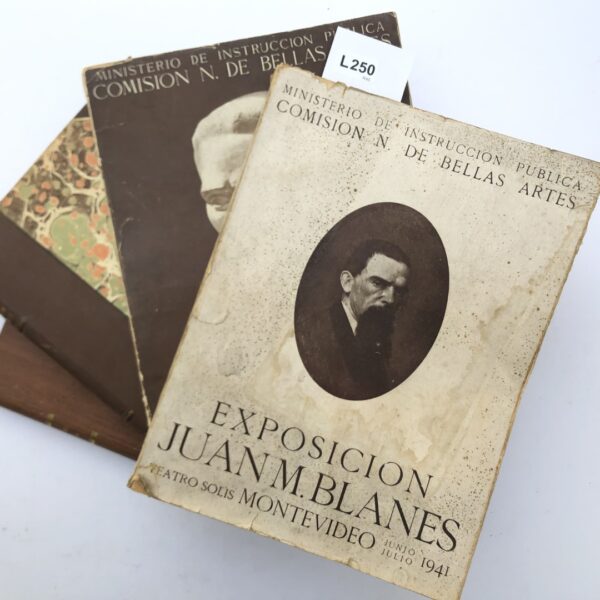 L250
MINISTERIO DE INSTRUCCION PUBLICA
COMISION N. DE BELLAS ARTES
MINISTERIO DE INSTRUCCION PUBLICA
COMISION N. DE BELLAS ARTES
EXPOSICION
JUAN M. BLANES
TEATRO SOLIS MONTEVIDEO JUNIO JULIO 1941